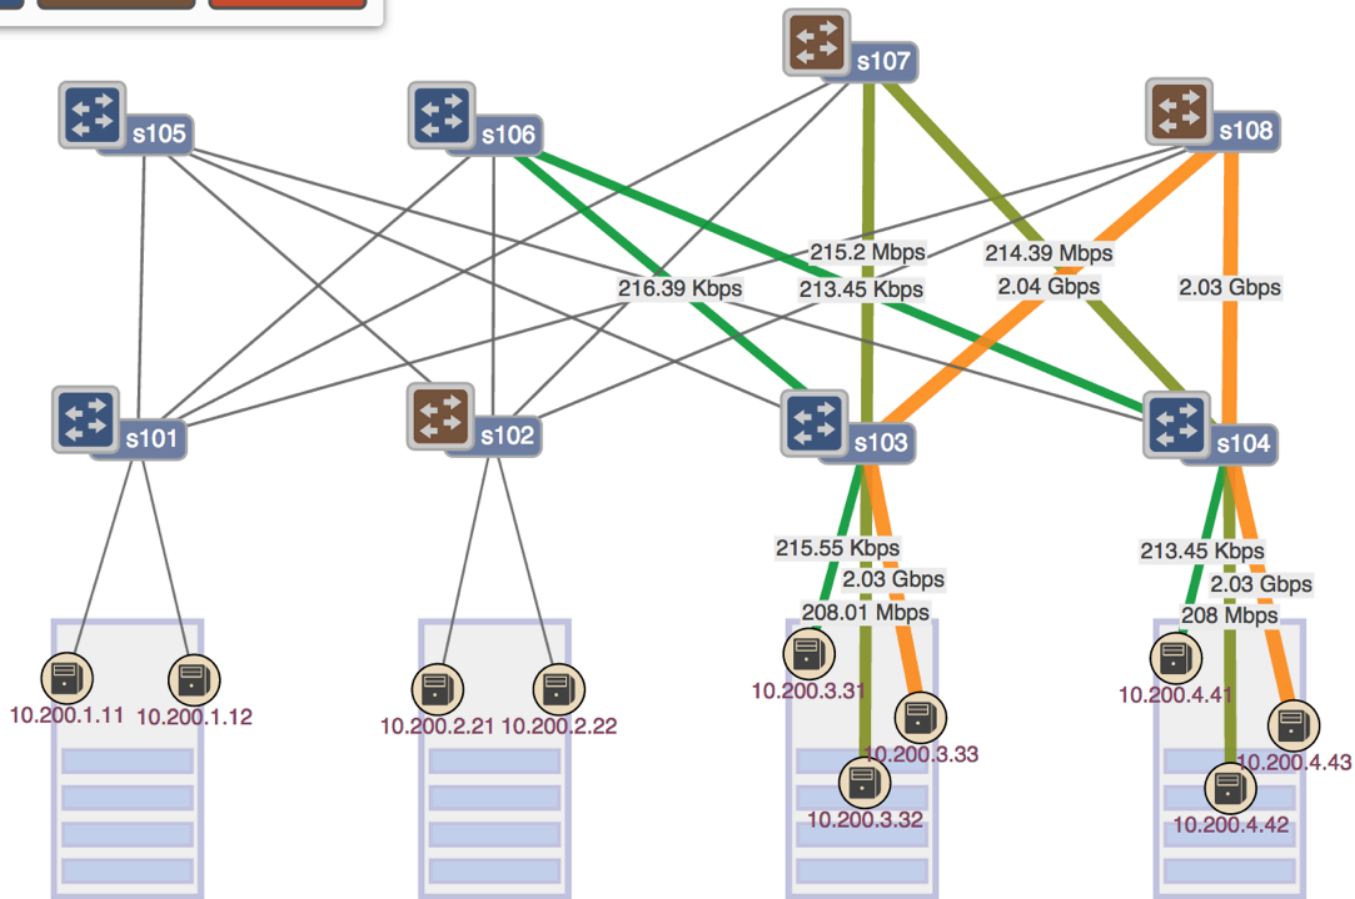 s107
s105
s106
s108
215.2 Mbps
214.39 Mbps
216.39 Kbps
213.45 Kbps
2.04 Gbps
2.03 Gbps
s101
s102
s103
s104
215.55 Kbps
2.03 Gbps
208.01 Mbps
213.45 Kbps
2.03 Gbps
208 Mbps
10.200.1.11
10.200.1.12
10.200.2.21
10.200.2.22
10.200.3.31
10.200.3.33
10.200.3.32
10.200.4.41
10.200.4.43
10.200.4.42